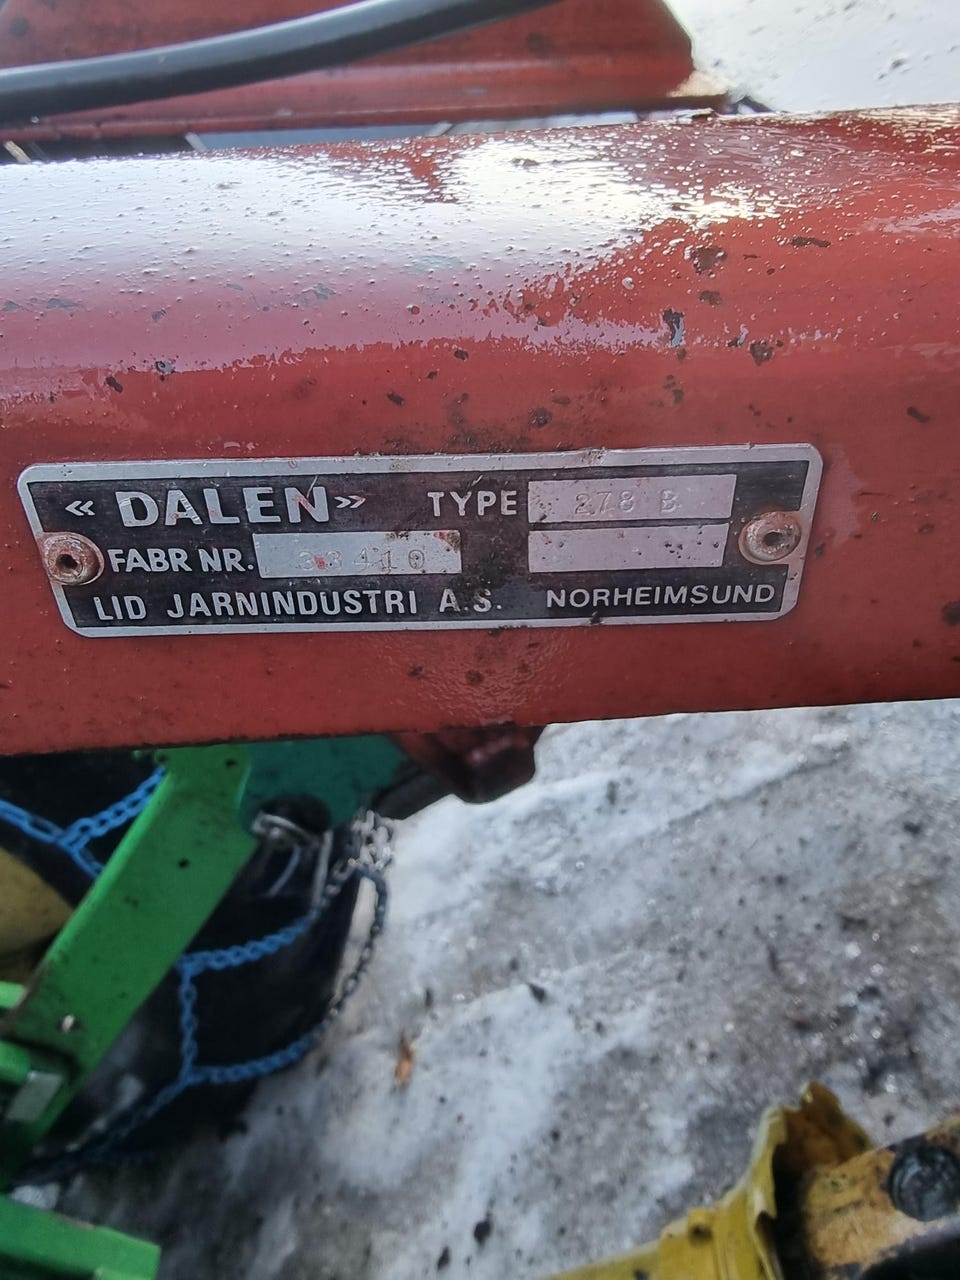 « DALEN » TYPE 278 B
FABR NR. 33410
LID JARNINDUSTRI A.S. NORHEIMSUND